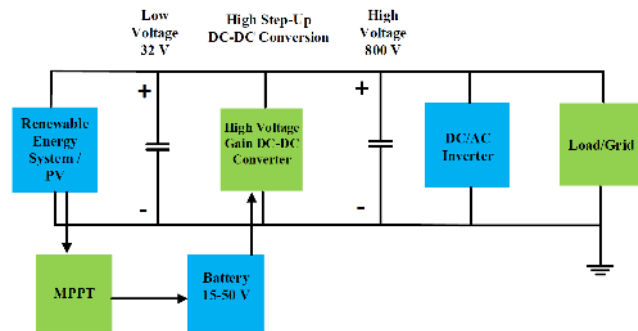 Low
Voltage
32 V
High Step-Up
DC-DC Conversion
High
Voltage
800 V
+
+
Renewable
Energy
System /
PV
High Voltage
Gain DC-DC
Converter
DC/AC
Inverter
Load/Grid
-
-
MPPT
Battery
15-50 V